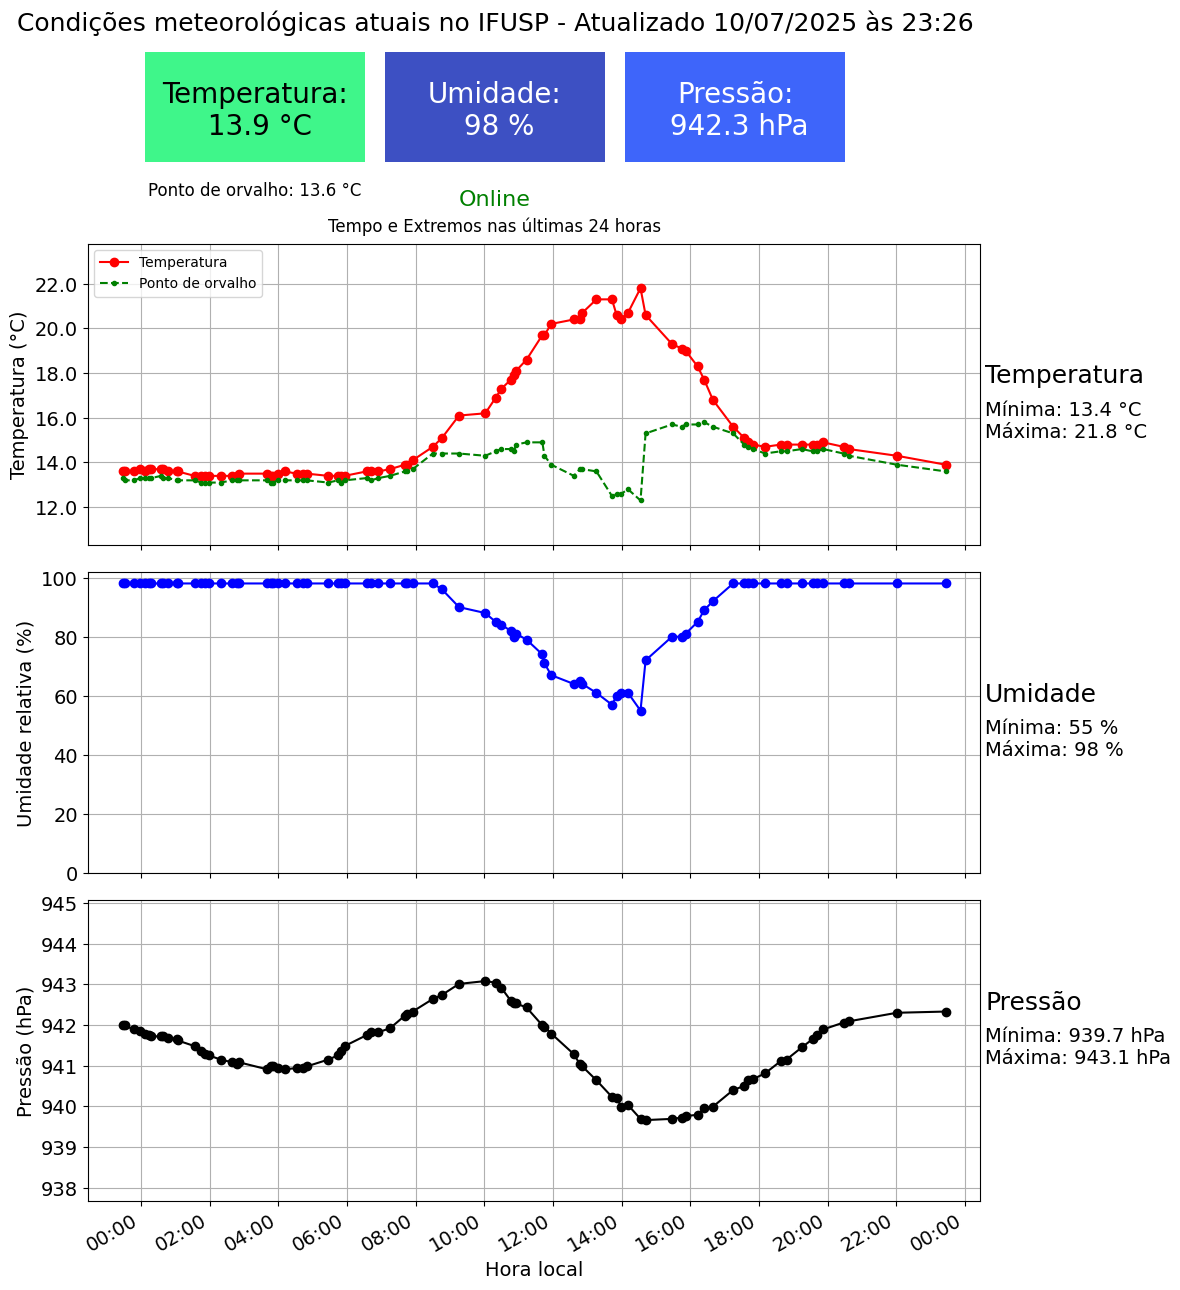 Condições meteorológicas atuais no IFUSP - Atualizado 10/07/2025 às 23:26
Temperatura:
13.9 °C
Umidade:
98 %
Pressão:
942.3 hPa
Ponto de orvalho: 13.6 °C
Online
Tempo e Extremos nas últimas 24 horas
Temperatura
Ponto de orvalho
Temperatura (°C)
22.0
20.0
18.0
16.0
14.0
12.0
Temperatura
Mínima: 13.4 °C
Máxima: 21.8 °C
Umidade relativa (%)
100
80
60
40
20
0
Umidade
Mínima: 55 %
Máxima: 98 %
Pressão (hPa)
945
944
943
942
941
940
939
938
Pressão
Mínima: 939.7 hPa
Máxima: 943.1 hPa
00:00
02:00
04:00
06:00
08:00
10:00
12:00
14:00
16:00
18:00
20:00
22:00
00:00
Hora local